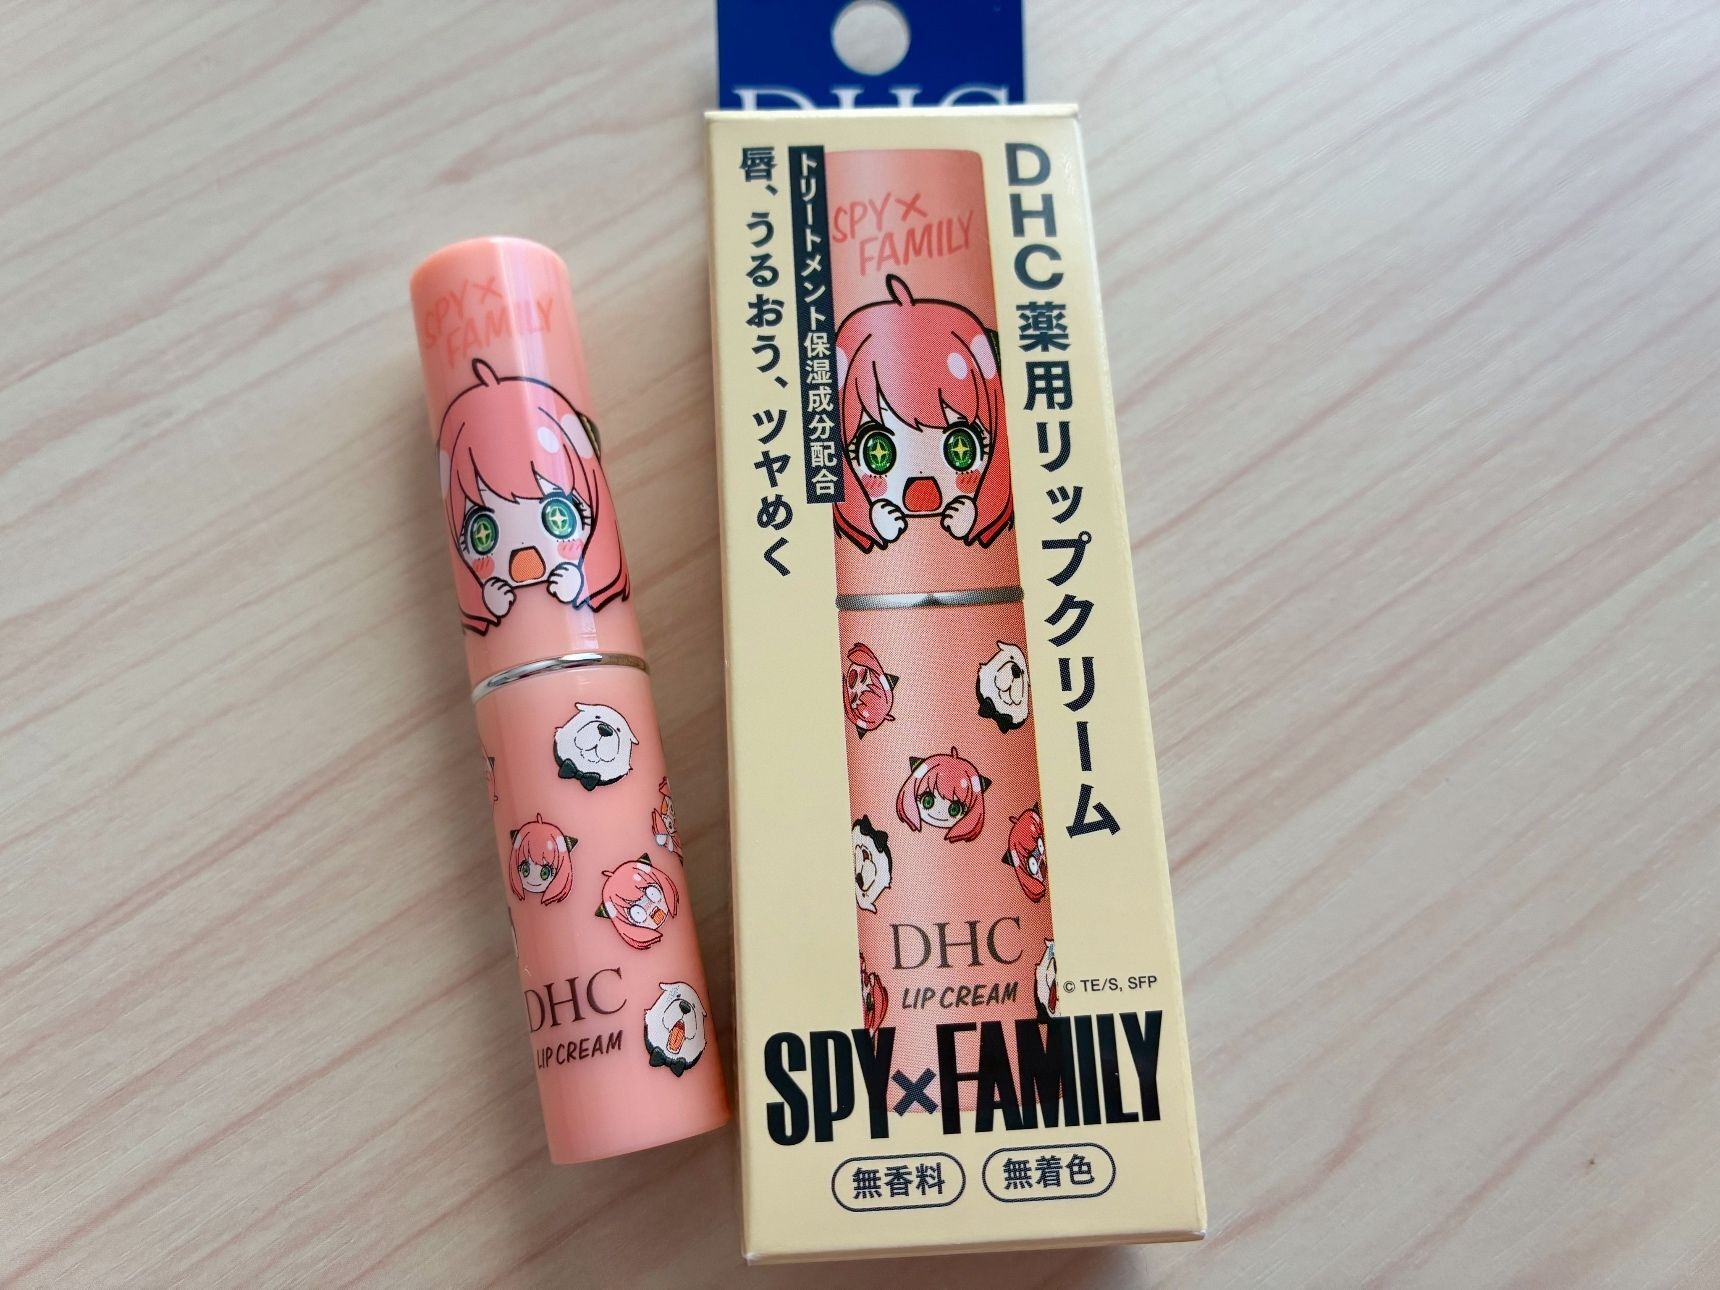 SPY×
FAMILY
DHC
LIP CREAM
DHC
DHC薬用リップクリーム
トリートメント保湿成分配合
唇、うるおう、ツヤめく
SPY×
FAMILY
DHC
LIP CREAM
© TE/S, SFP
SPY×FAMILY
無香料
無着色